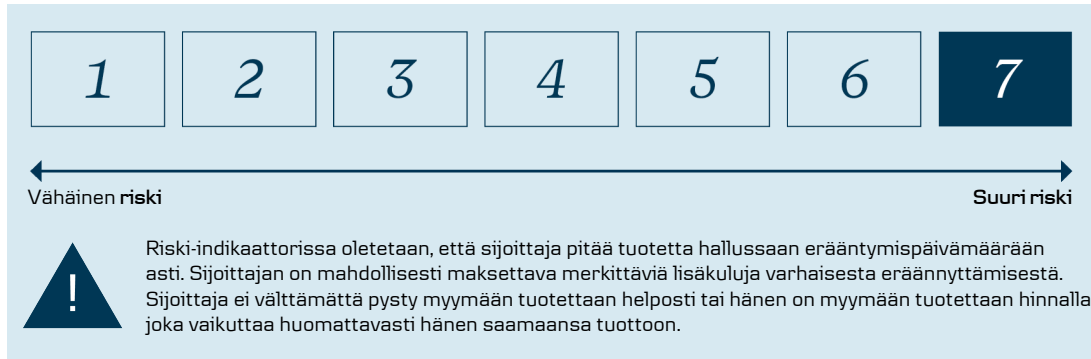 1 2 3 4 5 6 7
Vähäinen riski Suuri riski
!
Riski-indikaattorissa oletetaan, että sijoittaja pitää tuotetta hallussaan erääntymispäivämäärään
asti. Sijoittajan on mahdollisesti maksettava merkittäviä lisäkuluja varhaisesta eräännyttämisestä.
Sijoittaja ei välttämättä pysty myymään tuotettaan helposti tai hänen on myymään tuotettaan hinnalla
joka vaikuttaa huomattavasti hänen saamaansa tuottoon.